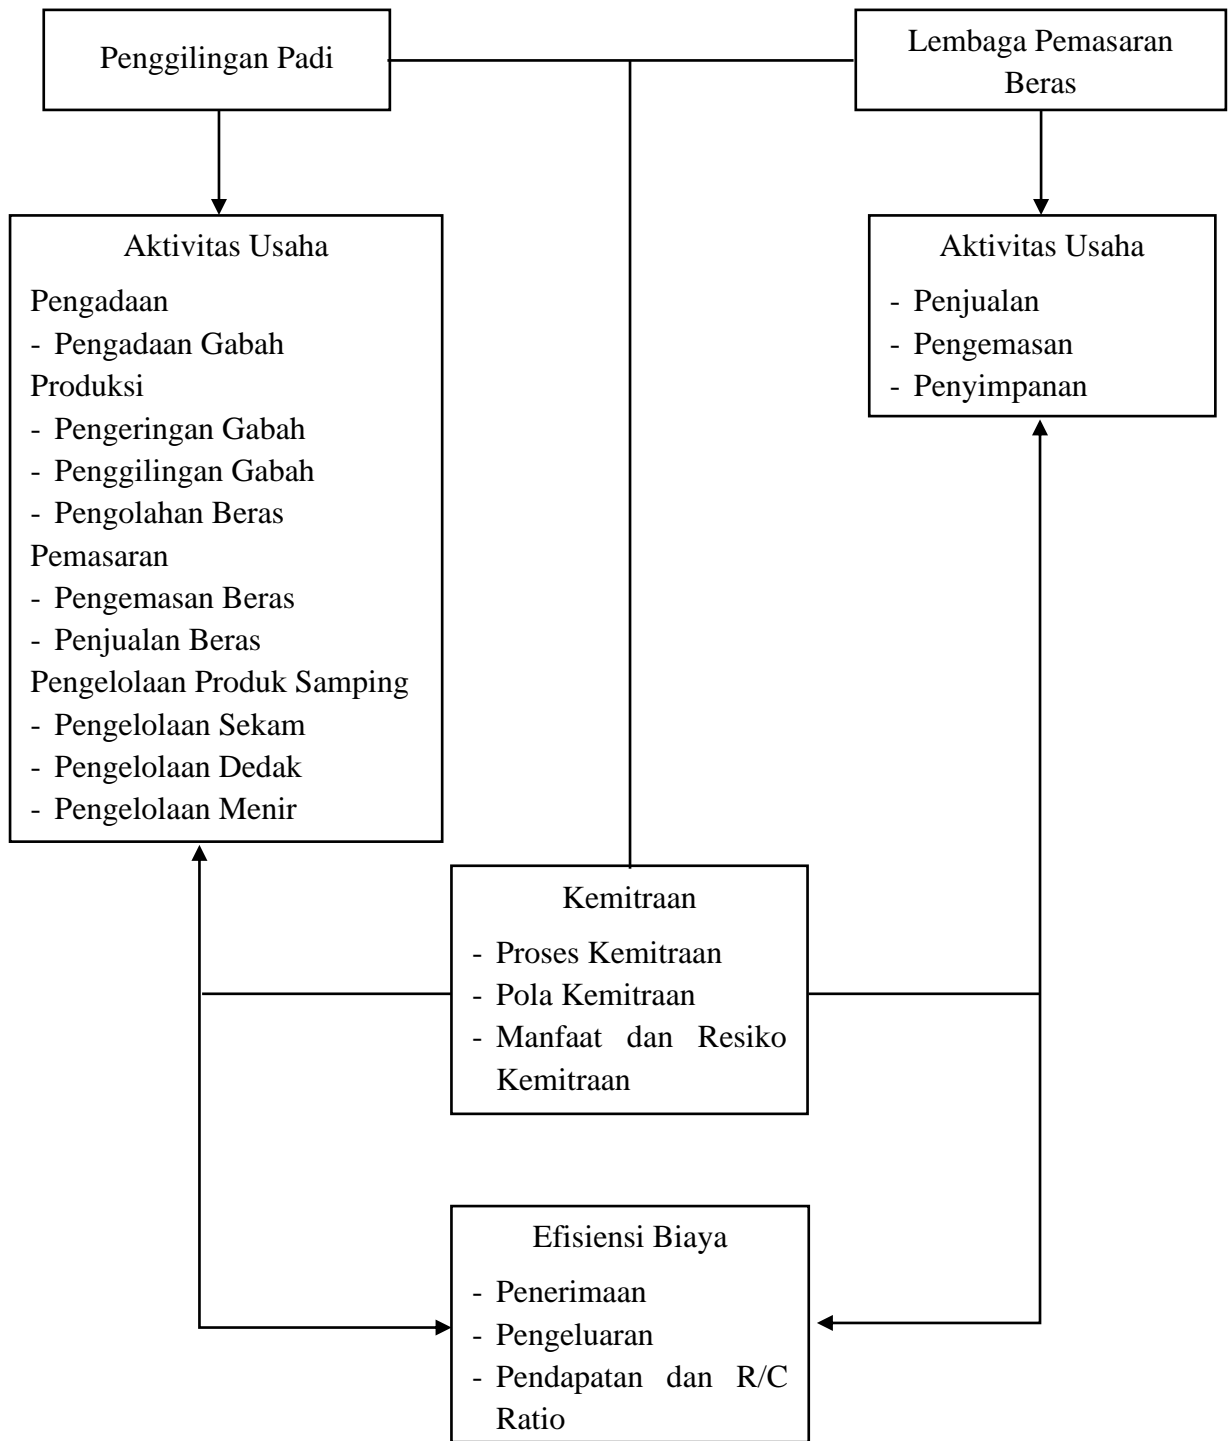 Penggilingan Padi
Lembaga Pemasaran
Beras
Aktivitas Usaha
Pengadaan
- Pengadaan Gabah
Produksi
- Pengeringan Gabah
- Penggilingan Gabah
- Pengolahan Beras
Pemasaran
- Pengemasan Beras
- Penjualan Beras
Pengelolaan Produk Samping
- Pengelolaan Sekam
- Pengelolaan Dedak
- Pengelolaan Menir
Aktivitas Usaha
- Penjualan
- Pengemasan
- Penyimpanan
Kemitraan
- Proses Kemitraan
- Pola Kemitraan
- Manfaat dan Resiko
Kemitraan
Efisiensi Biaya
- Penerimaan
- Pengeluaran
- Pendapatan dan R/C
Ratio